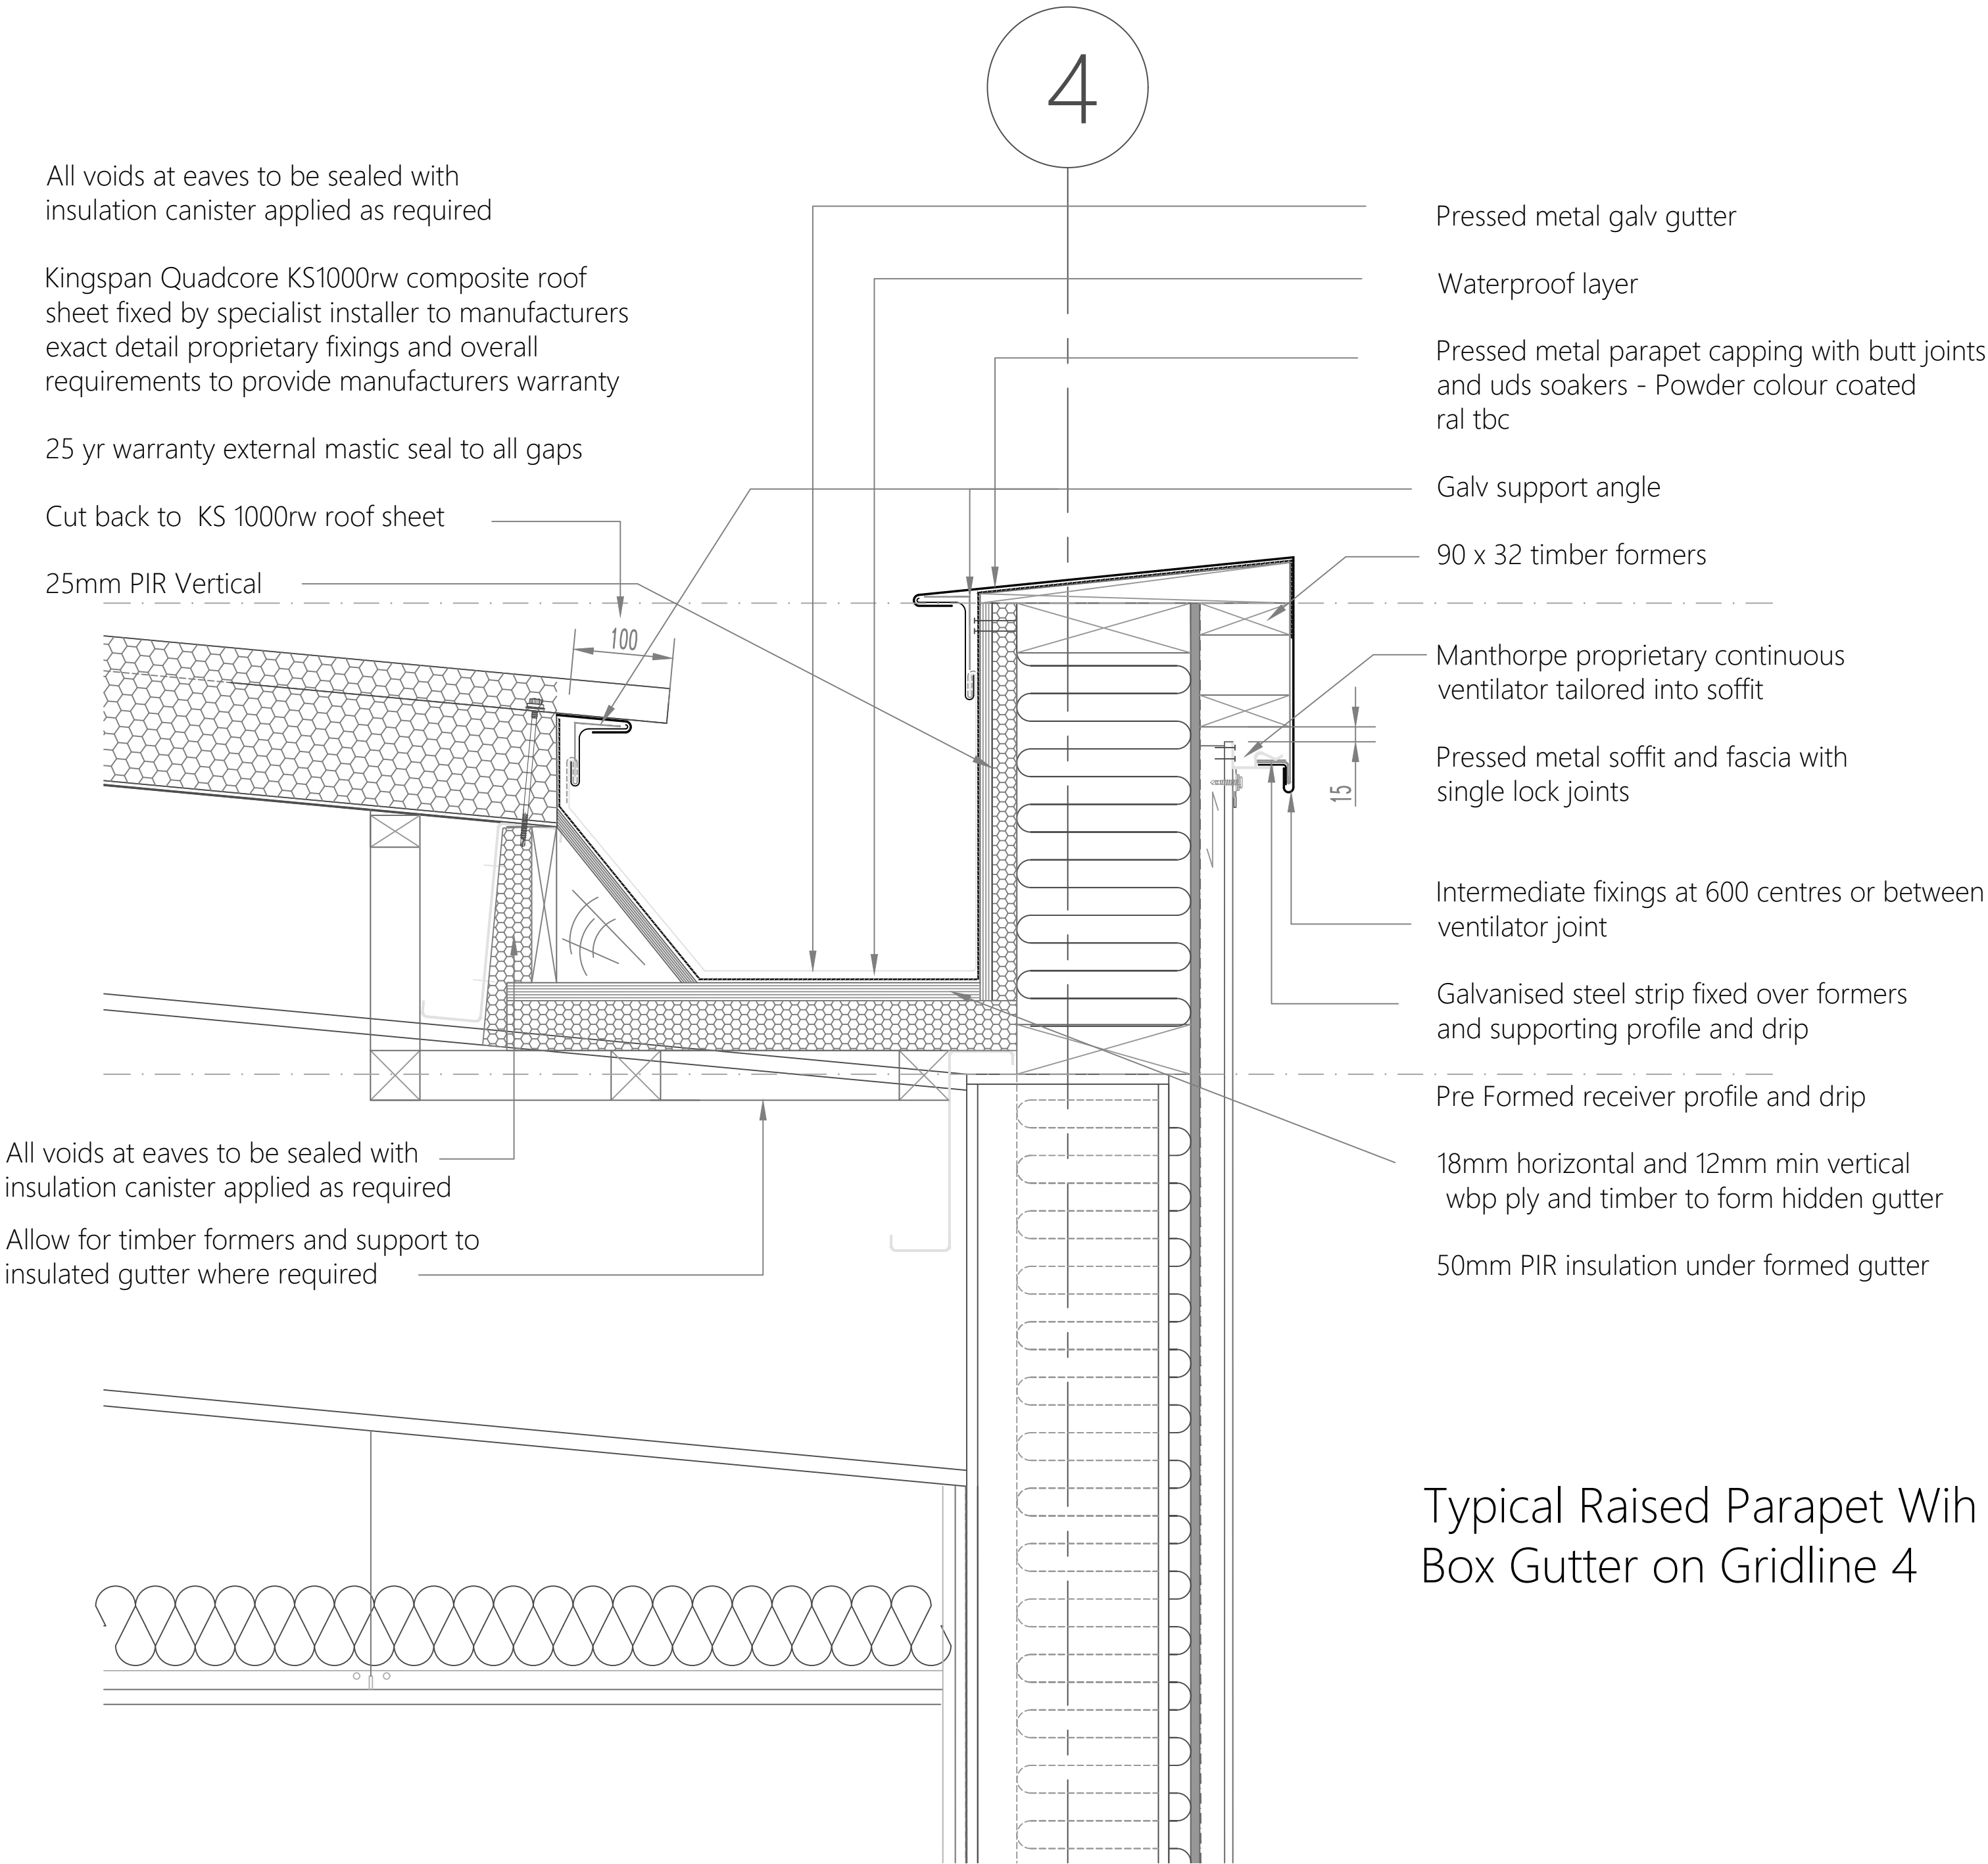 4
All voids at eaves to be sealed with
insulation canister applied as required
Kingspan Quadcore KS1000rw composite roof
sheet fixed by specialist installer to manufacturers
exact detail proprietary fixings and overall
requirements to provide manufacturers warranty
25 yr warranty external mastic seal to all gaps
Cut back to KS 1000rw roof sheet
25mm PIR Vertical
100
Pressed metal galv gutter
Waterproof layer
Pressed metal parapet capping with butt joints
and uds soakers - Powder colour coated
ral tbc
Galv support angle
90 x 32 timber formers
Manthorpe proprietary continuous
ventilator tailored into soffit
Pressed metal soffit and fascia with
single lock joints
15
Intermediate fixings at 600 centres or between
ventilator joint
Galvanised steel strip fixed over formers
and supporting profile and drip
Pre Formed receiver profile and drip
18mm horizontal and 12mm min vertical
wbp ply and timber to form hidden gutter
50mm PIR insulation under formed gutter
All voids at eaves to be sealed with
insulation canister applied as required
Allow for timber formers and support to
insulated gutter where required
Typical Raised Parapet Wih
Box Gutter on Gridline 4